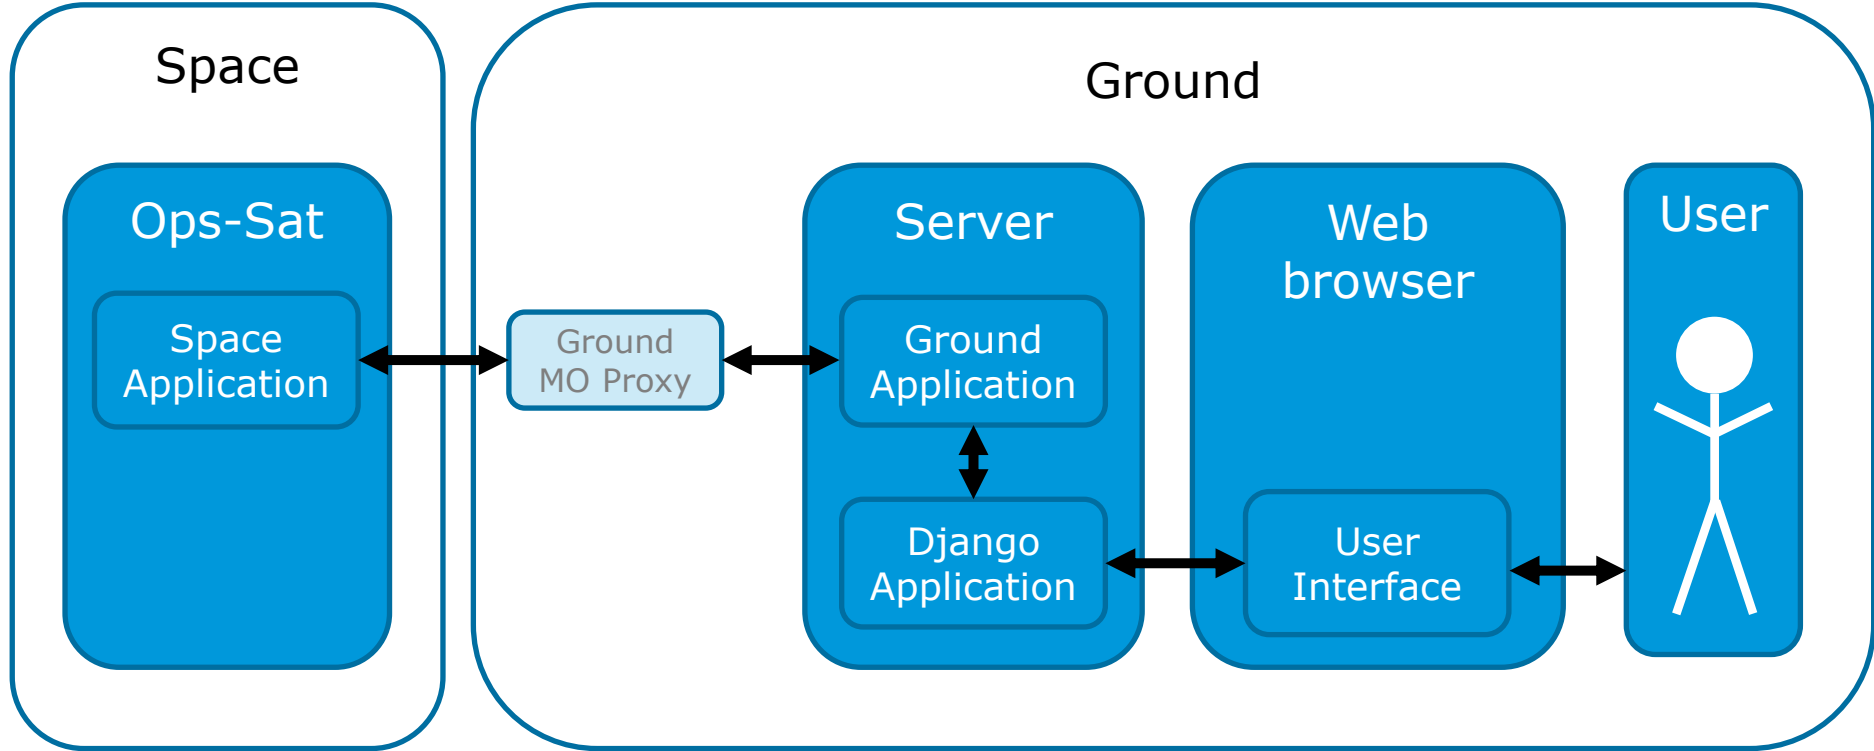 Space
Ground
Ops-Sat
Space
Application
Ground
MO Proxy
Server
Ground
Application
Django
Application
Web
browser
User
Interface
User